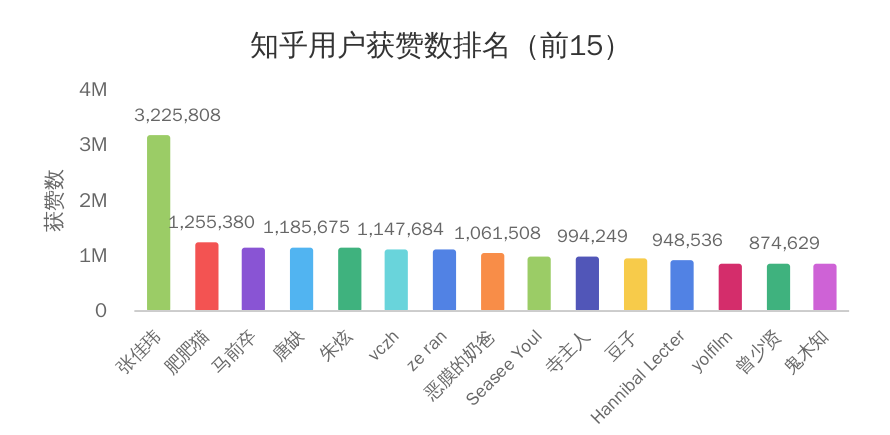 知乎用户获赞数排名（前15）
4M
3M
2M
1M
0
获赞数
3,225,808
1,255,380
1,185,675
1,147,684
1,061,508
994,249
948,536
874,629
张佳玮
肥肥猫
马前卒
唐缺
朱炫
vczh
ze ran
恶膜的奶爸
Seasee Youl
寺主人
豆子
Hannibal Lecter
yolfilm
曾少贤
鬼木知